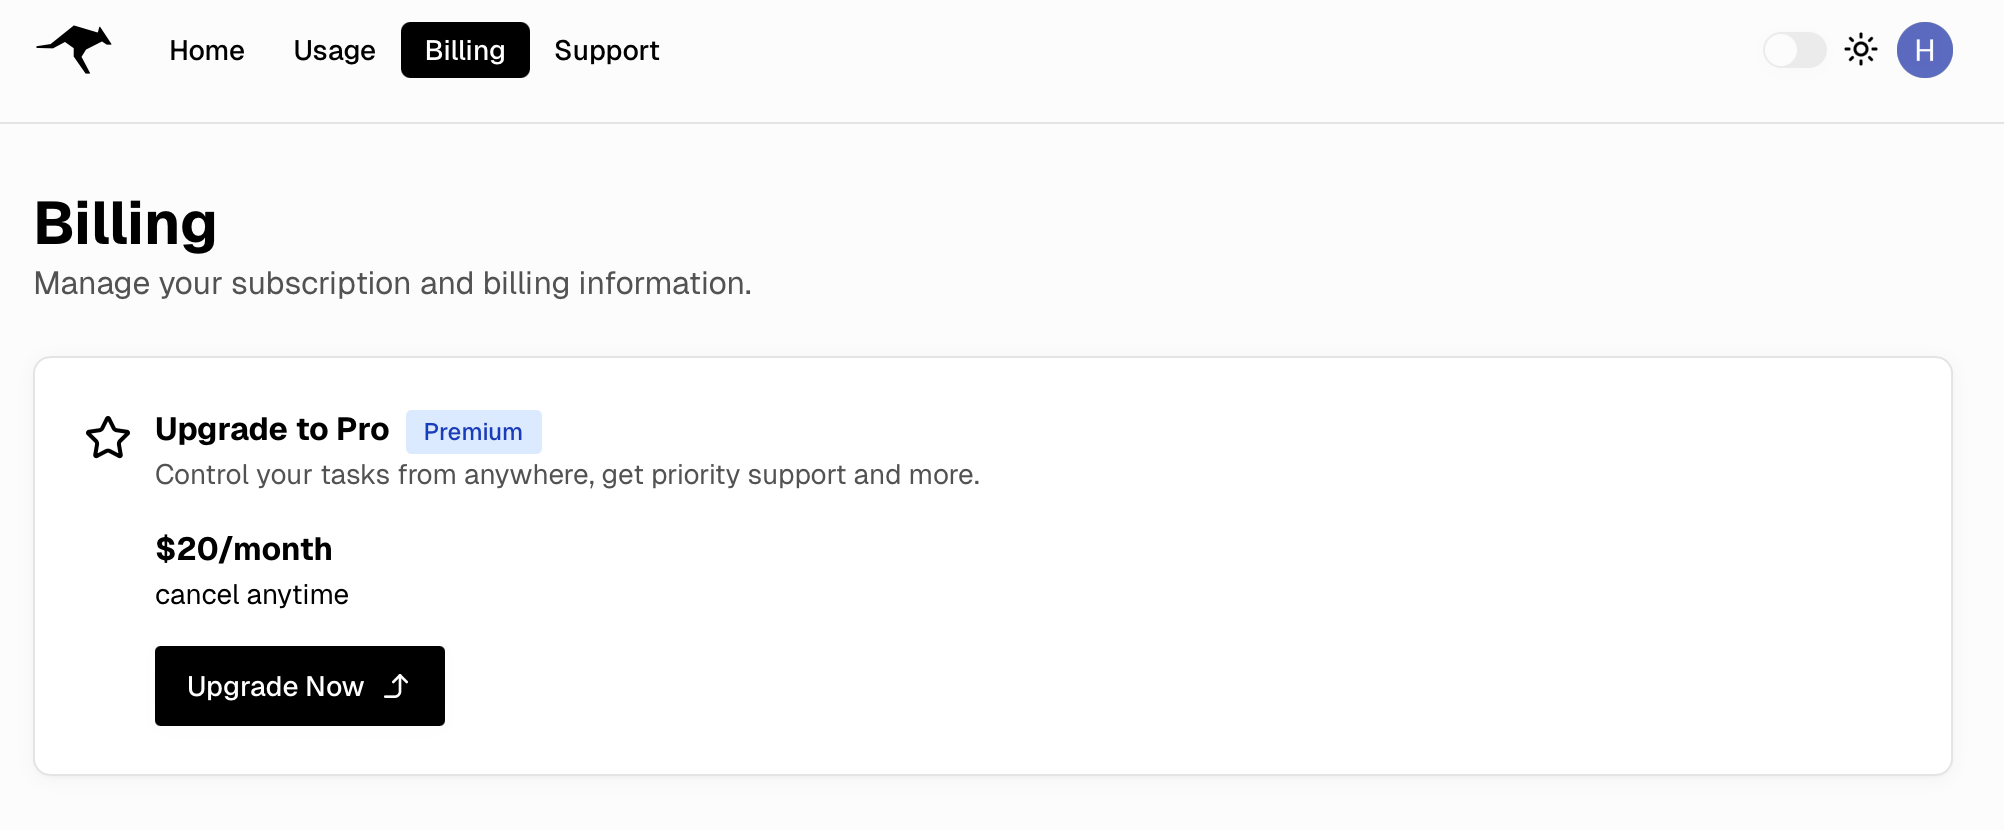 Home Usage Billing Support
H
Billing
Manage your subscription and billing information.
Upgrade to Pro Premium
Control your tasks from anywhere, get priority support and more.
$20/month
cancel anytime
Upgrade Now